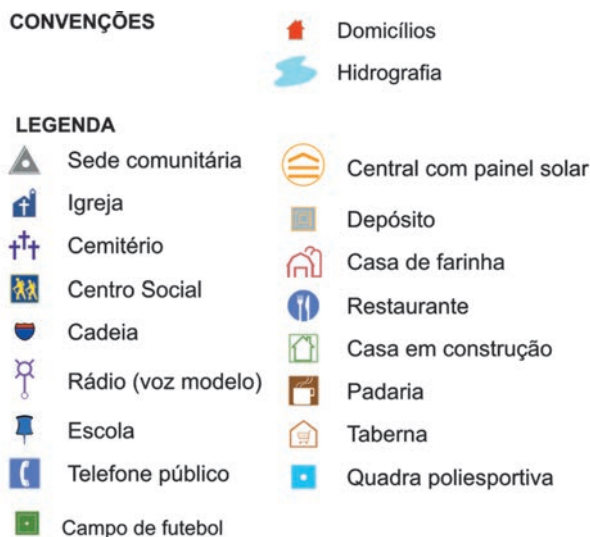 CONVENÇÕES
Domicílios
Hidrografia
LEGENDA
Sede comunitária
Igreja
Cemitério
Centro Social
Cadeia
Rádio (voz modelo)
Escola
Telefone público
Campo de futebol
Central com painel solar
Depósito
Casa de farinha
Restaurante
Casa em construção
Padaria
Taberna
Quadra poliesportiva